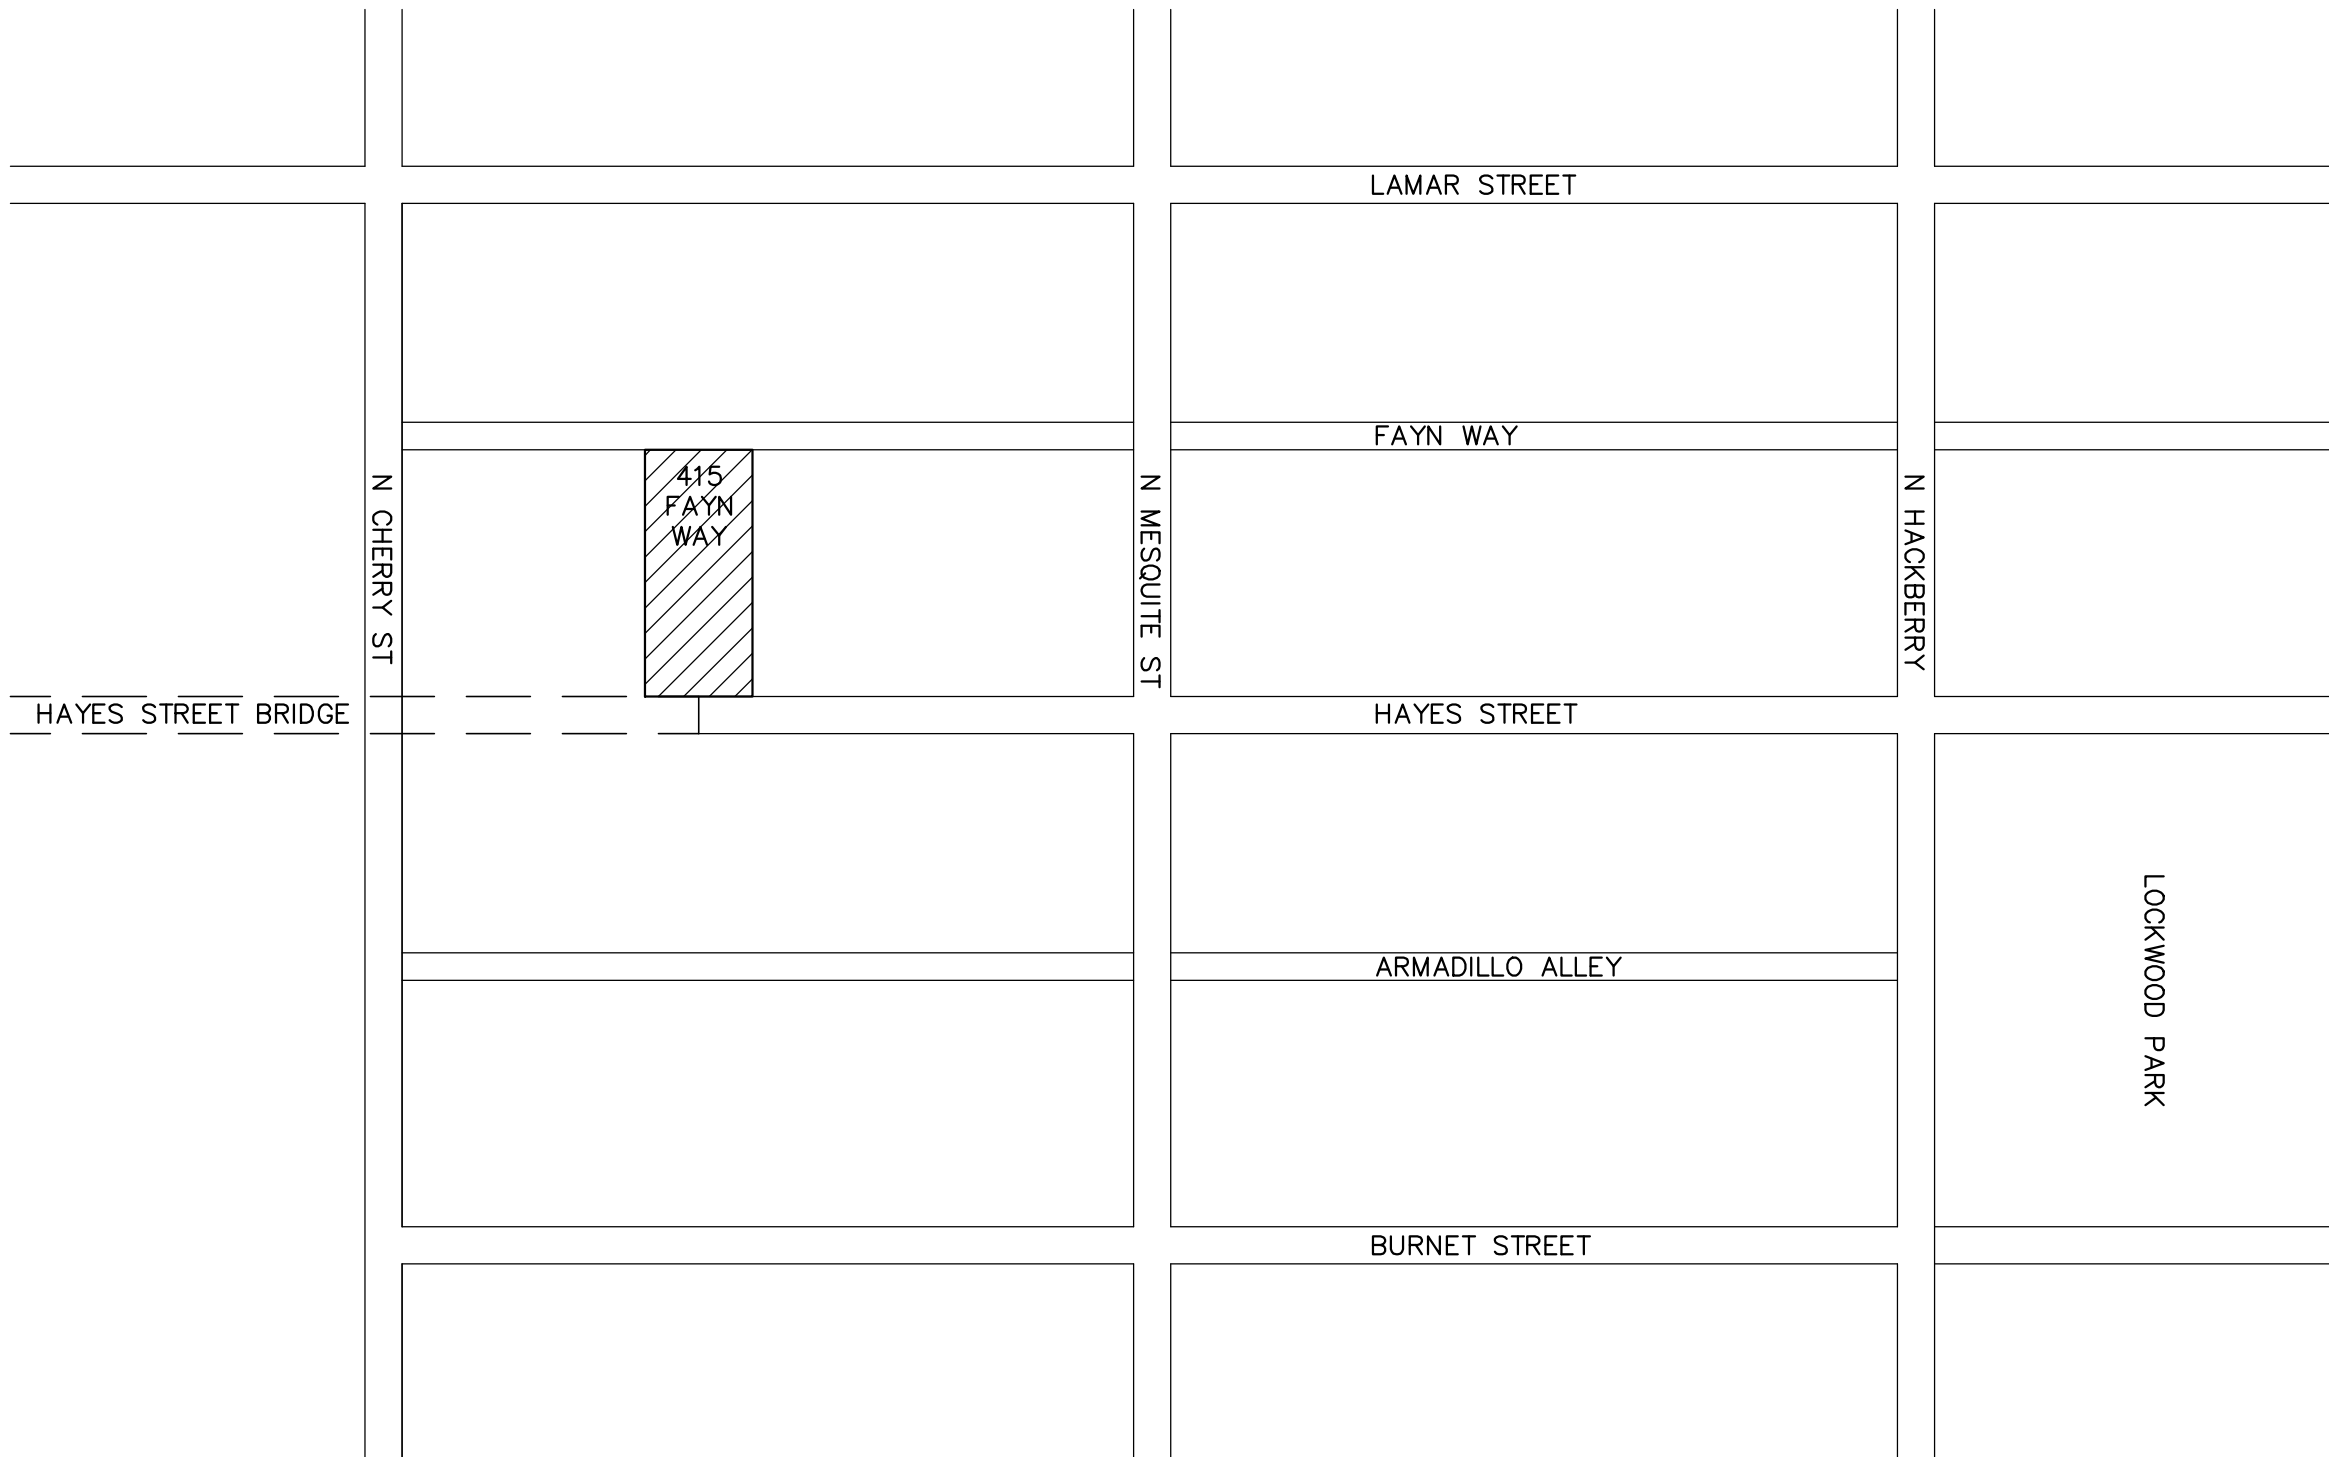 LAMAR STREET
FAYN WAY
415
FAYN
WAY
N CHERRY ST
N MESQUITE ST
N HACKBERRY
HAYES STREET BRIDGE
HAYES STREET
LOCKWOOD PARK
ARMADILLO ALLEY
BURNET STREET